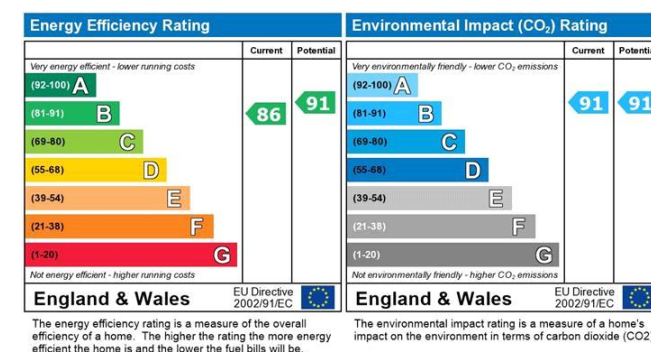 Energy Efficiency Rating
Current Potential
Very energy efficient - lower running costs
(92-100) A
(81-91) B
86
91
(69-80) C
(55-68) D
(39-54) E
(21-38) F
(1-20) G
Not energy efficient - higher running costs
England & Wales
EU Directive
2002/91/EC
The energy efficiency rating is a measure of the overall
efficiency of a home. The higher the rating the more energy
efficient the home is and the lower the fuel bills will be.
Environmental Impact (CO₂) Rating
Current Potenti
Very environmentally friendly - lower CO₂ emissions
(92-100) A
(81-91) B
91
91
(69-80) C
(55-68) D
(39-54) E
(21-38) F
(1-20) G
Not environmentally friendly - higher CO₂ emissions
England & Wales
EU Directive
2002/91/EC
The environmental impact rating is a measure of a home's
impact on the environment in terms of carbon dioxide (CO2)